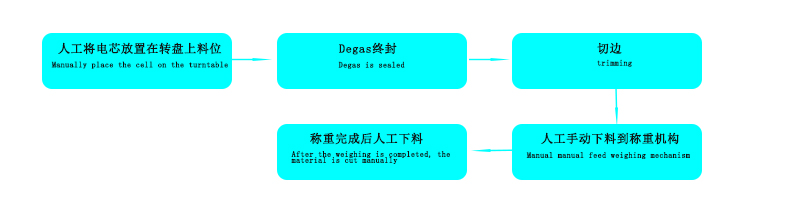 人工将电芯放置在转盘上料位
Manually place the cell on the turntable
Degas终封
Degas is sealed
切边
trimming
人工手动下料到称重机构
Manual manual feed weighing mechanism
称重完成后人工下料
After the weighing is completed, the
material is cut manually